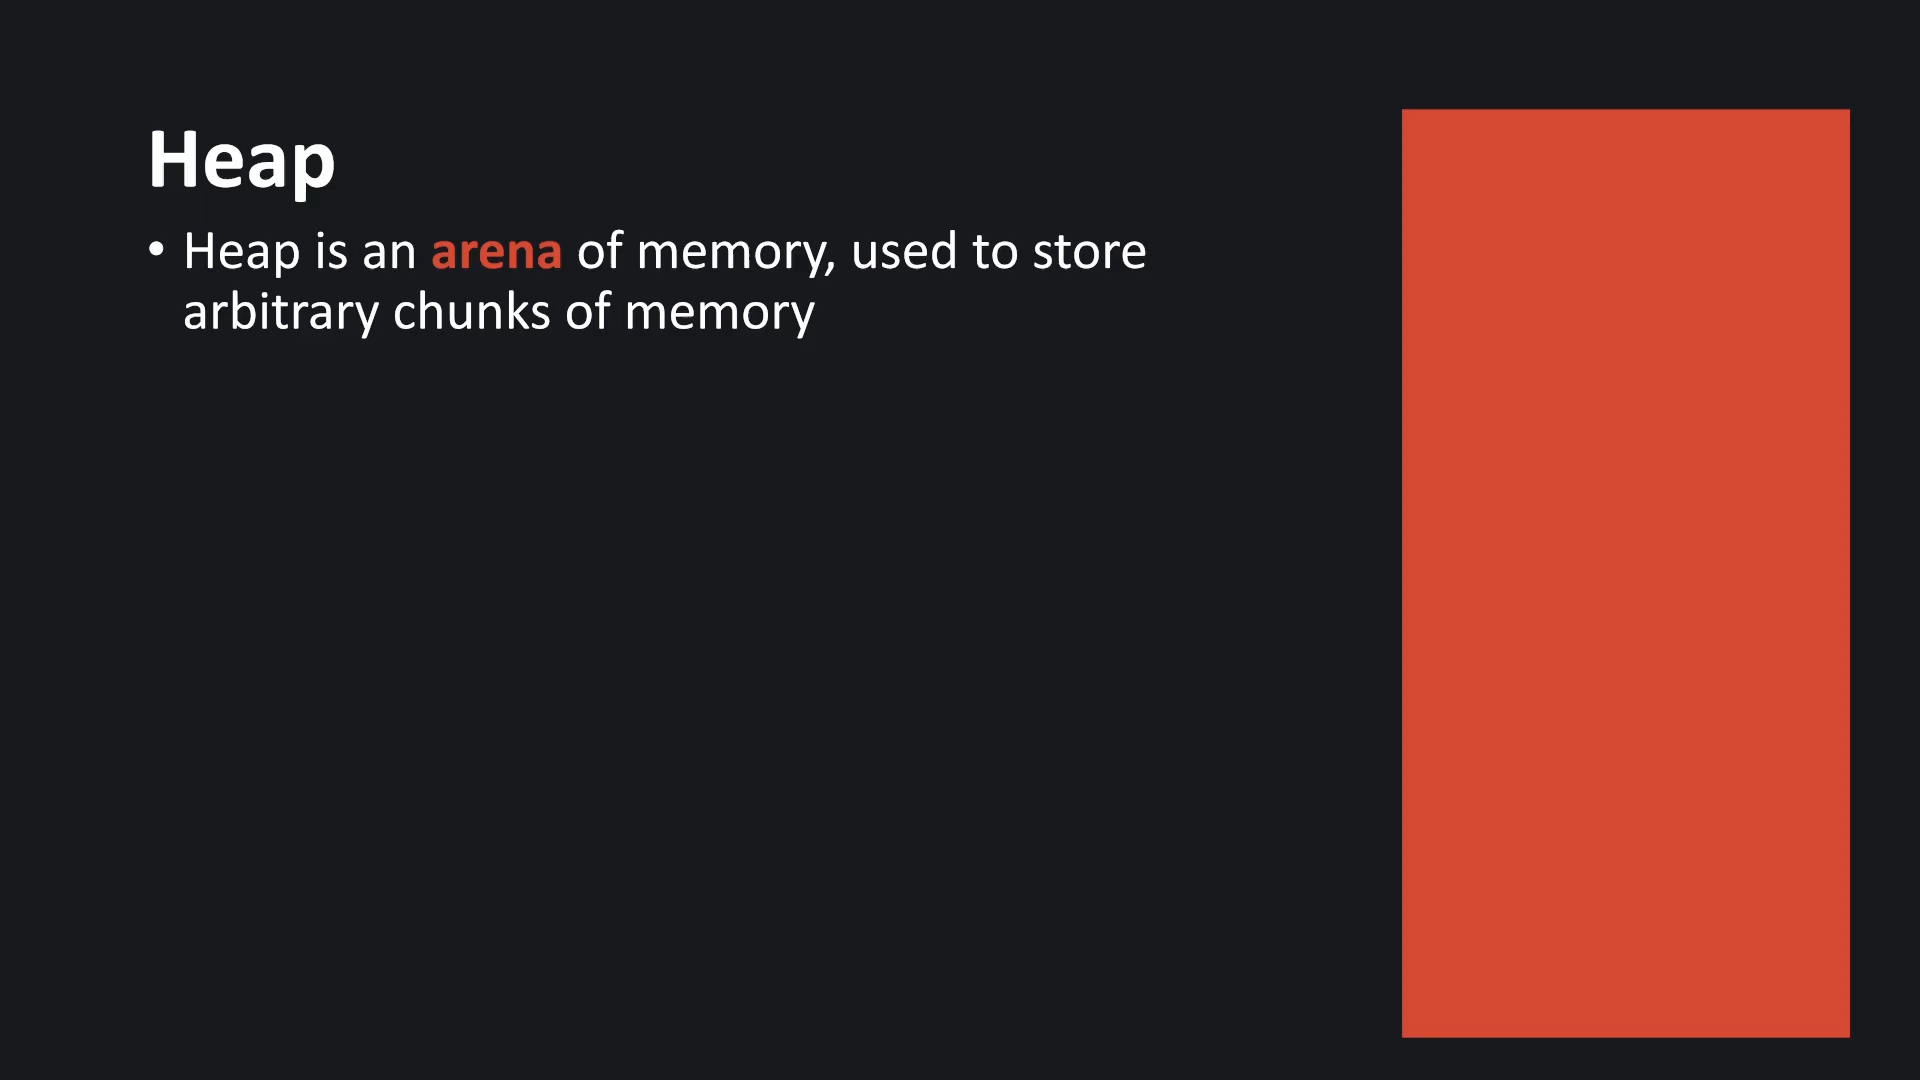 Heap
• Heap is an arena of memory, used to store
arbitrary chunks of memory